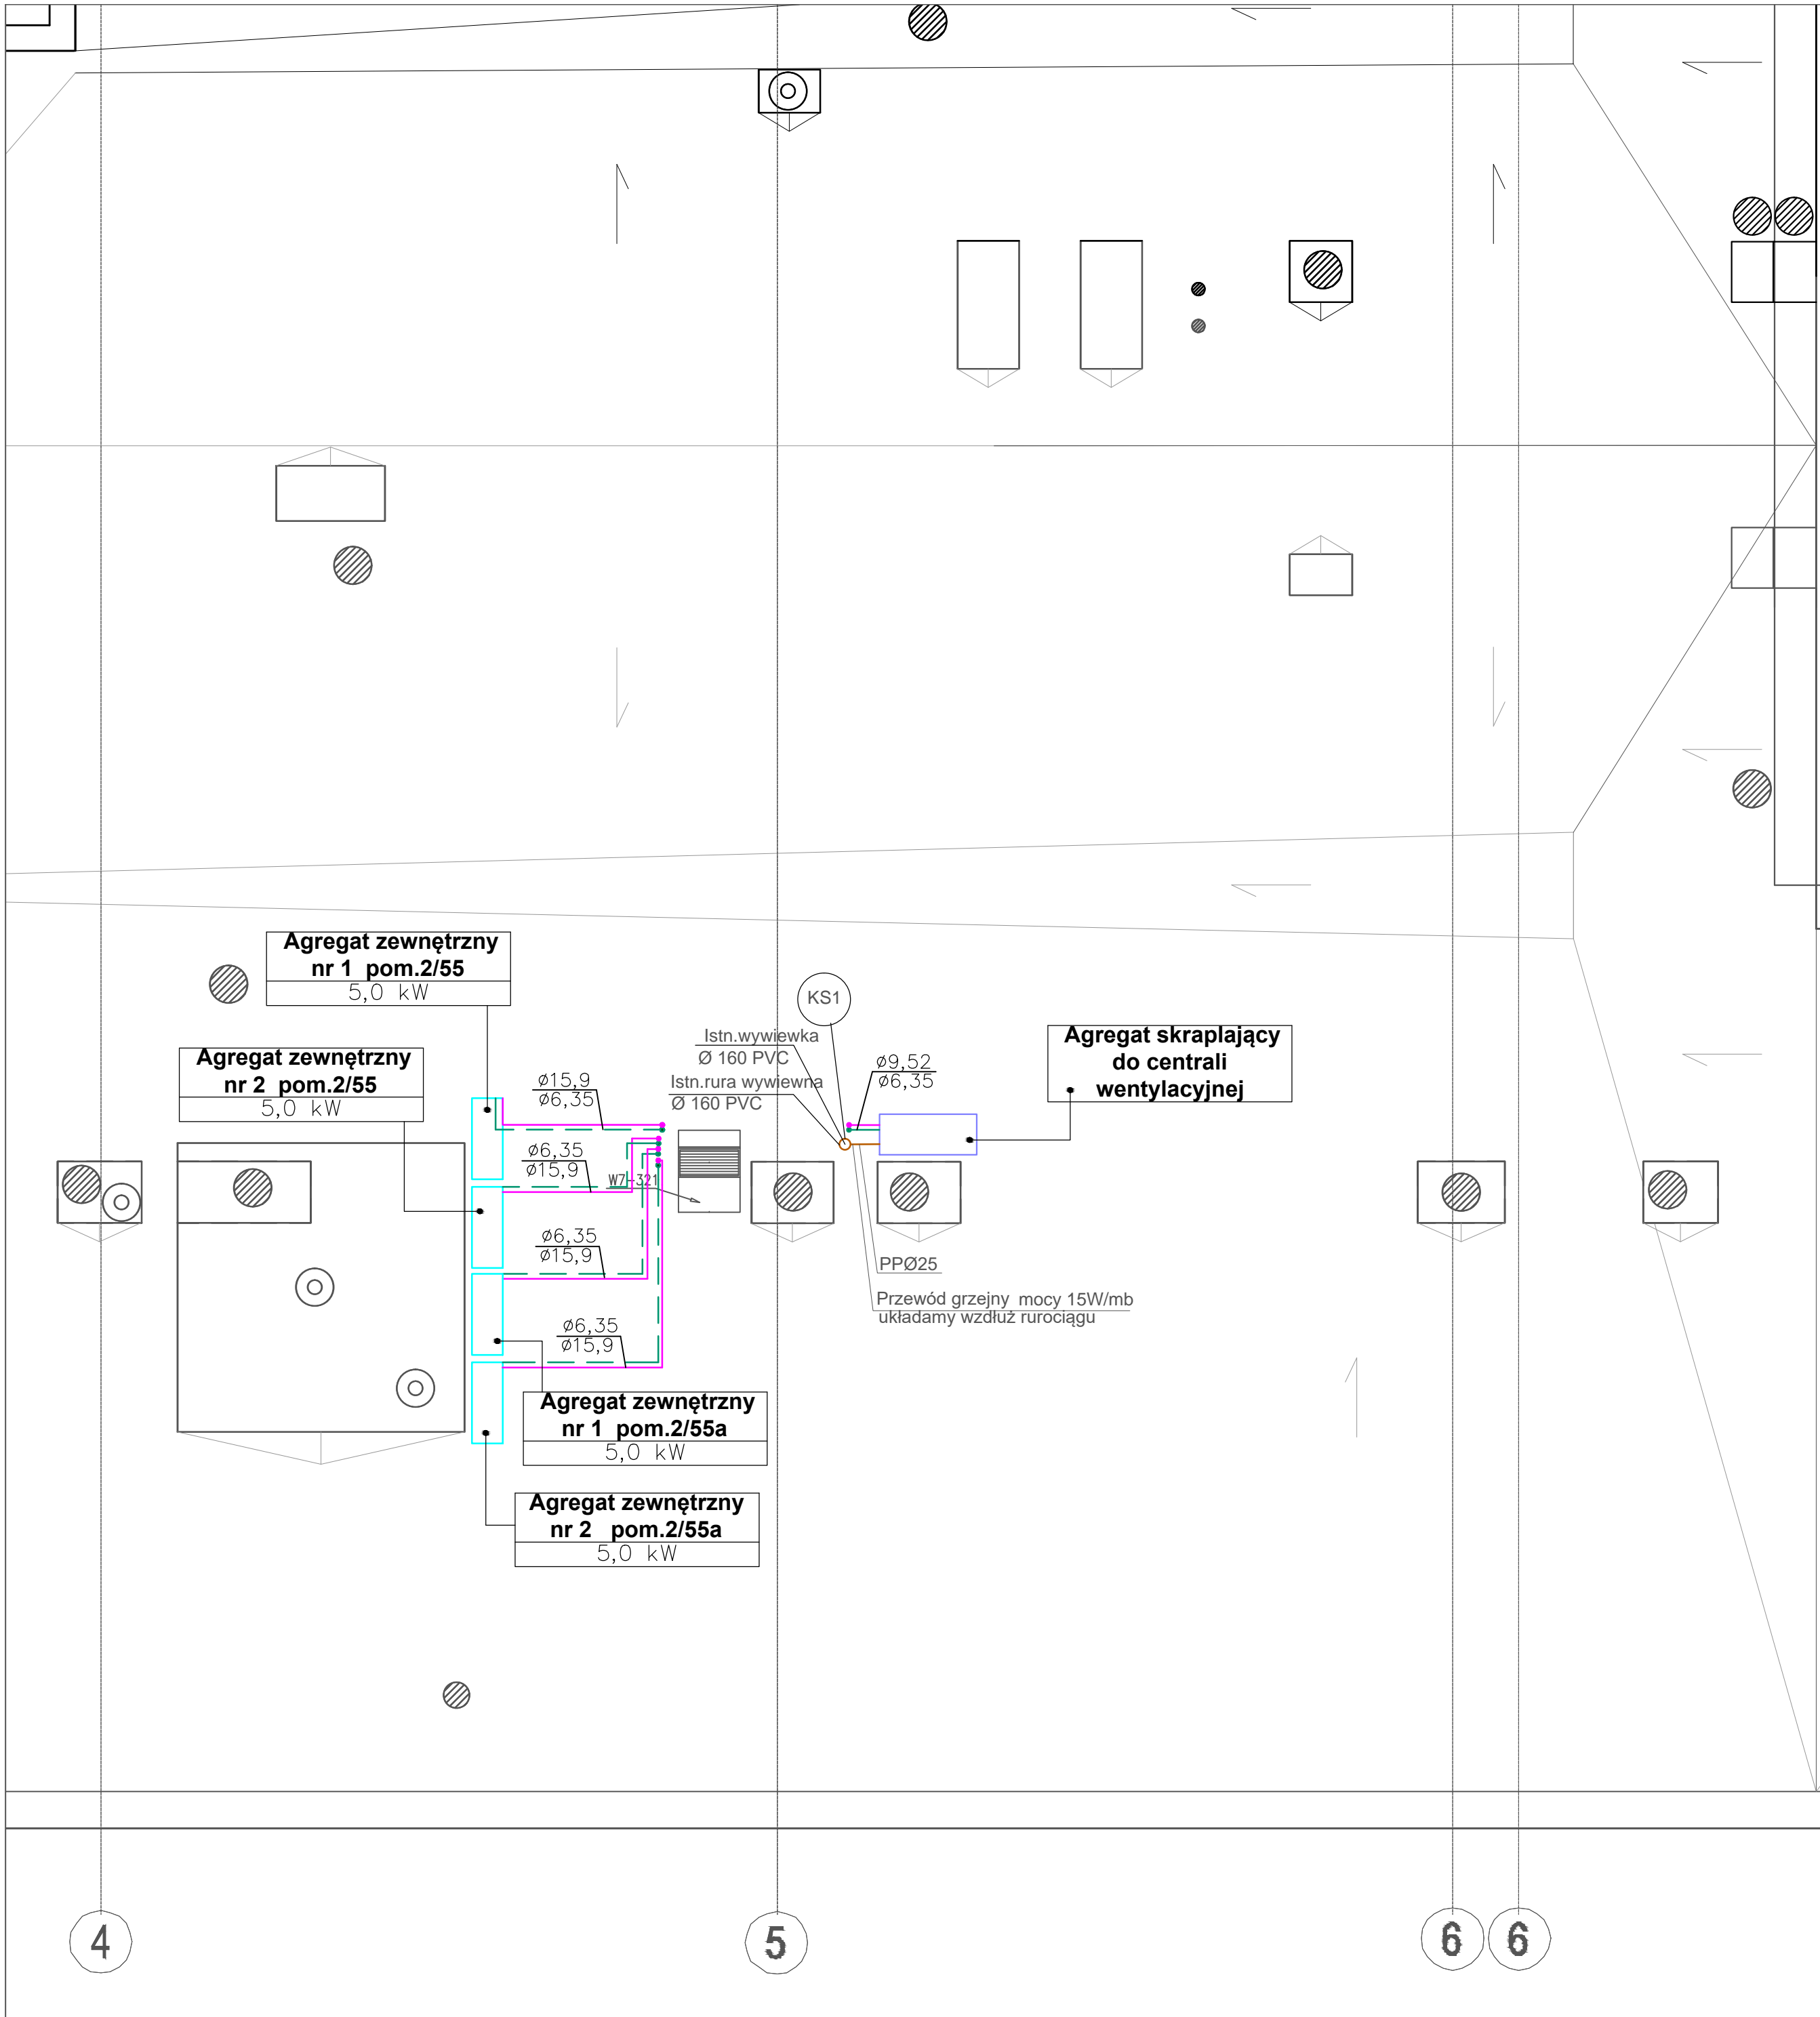 Agregat zewnętrzny
nr 1 pom.2/55
5,0 kW
Agregat zewnętrzny
nr 2 pom.2/55
5,0 kW
ø15,9
ø6,35
ø6,35
ø15,9
W7-321
ø6,35
ø15,9
ø6,35
ø15,9
Agregat zewnętrzny
nr 1 pom.2/55a
5,0 kW
Agregat zewnętrzny
nr 2 pom.2/55a
5,0 kW
KS1
Istn.wywiewka
Ø 160 PVC
Istn.rura wywiewna
Ø 160 PVC
ø9,52
ø6,35
Agregat skraplający
do centrali
wentylacyjnej
PPØ25
Przewód grzejny mocy 15W/mb
układamy wzdłuż rurociągu
4
5
6
6